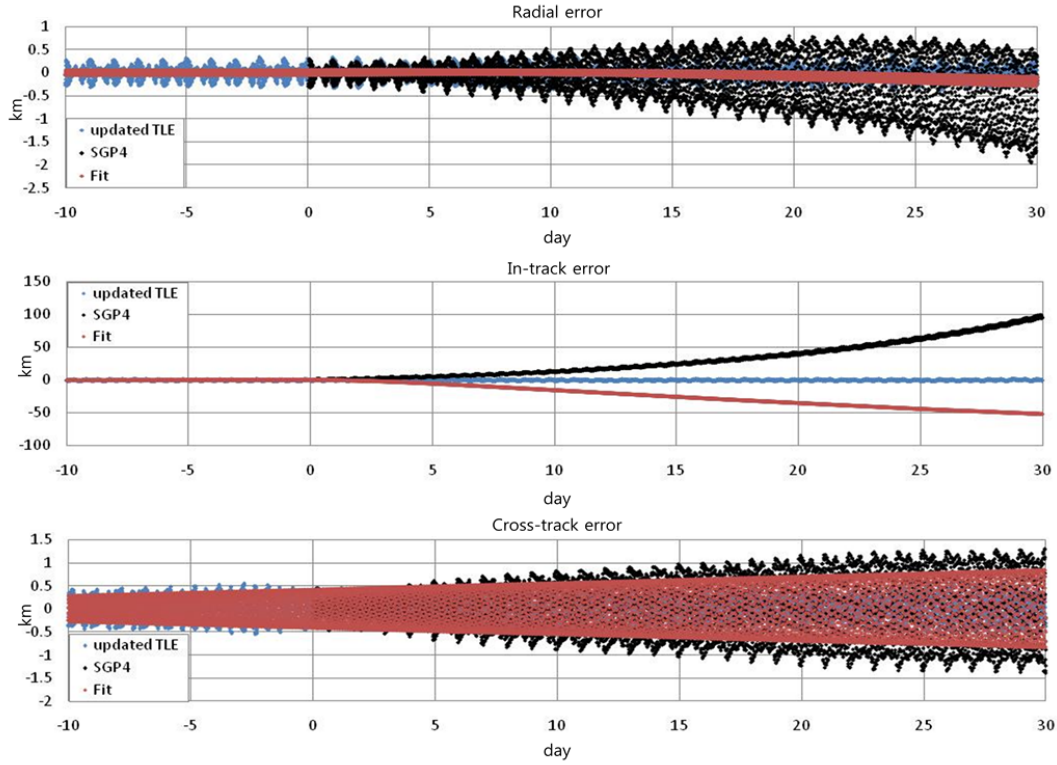 Radial error
1
0.5
0
-0.5
-1
-1.5
-2
-2.5
km
updated TLE
SGP4
Fit
-10 -5 0 5 10 15 20 25 30
day
In-track error
150
100
50
0
-50
-100
km
updated TLE
SGP4
Fit
-10 -5 0 5 10 15 20 25 30
day
Cross-track error
1.5
1
0.5
0
-0.5
-1
-1.5
-2
km
updated TLE
SGP4
Fit
-10 -5 0 5 10 15 20 25 30
day